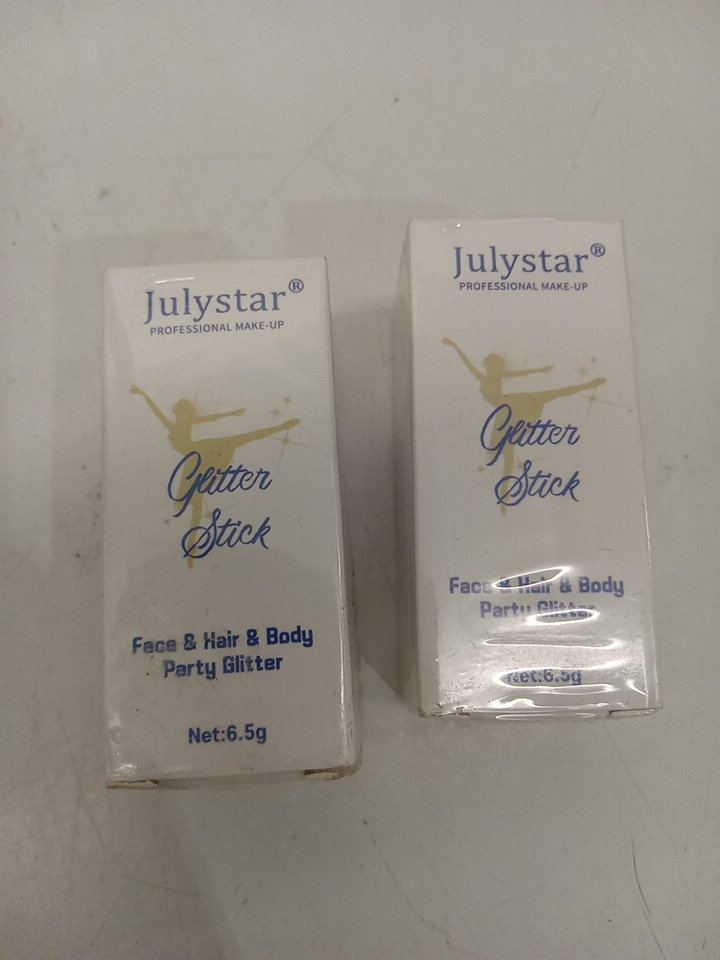 Julystar®
PROFESSIONAL MAKE-UP
Glitter
Stick
Face & Hair & Body
Party Glitter
Net:6.5g
Julystar®
PROFESSIONAL MAKE-UP
Glitter
Stick
Face & Hair & Body
Party Glitter
Net:6.5g